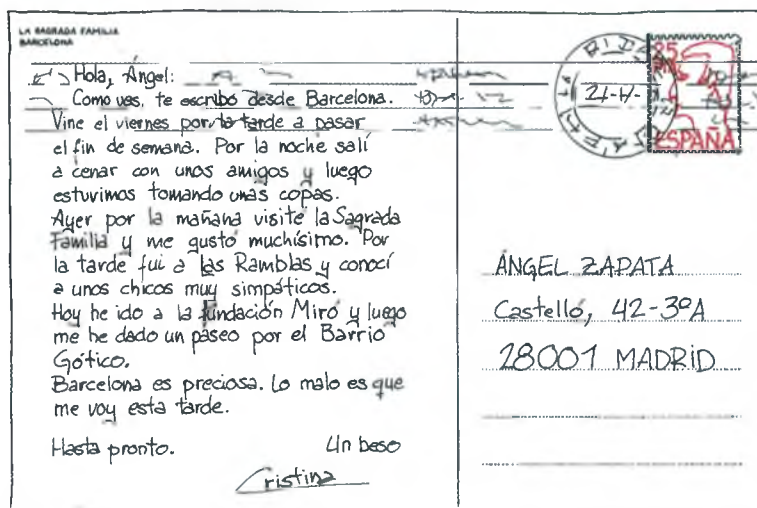 LA SAGRADA FAMILIA
BARCELONA
Hola, Ángel:
Como ves, te escribo desde Barcelona.
Vine el viernes por la tarde a pasar
el fin de semana. Por la noche salí
a cenar con unos amigos y luego
estuvimos tomando unas copas.
Ayer por la mañana visité la Sagrada
Familia y me gustó muchísimo. Por
la tarde fui a las Ramblas y conocí
a unos chicos muy simpáticos.
Hoy he ido a la fundación Miró y luego
me he dado un paseo por el Barrio
Gótico.
Barcelona es preciosa. Lo malo es que
me voy esta tarde.
Hasta pronto. Un beso
Cristina
ESPAÑA
ÁNGEL ZAPATA
Castelló, 42-3ºA
28001 MADRID